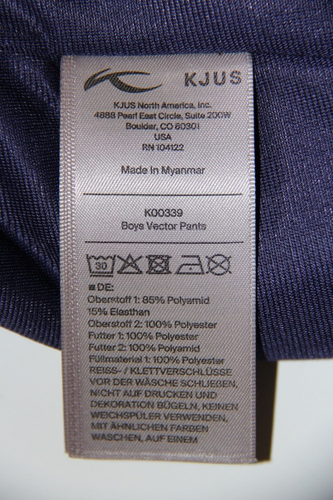 KJUS
KJUS North America, Inc.
4888 Pearl East Circle, Suite 200W
Boulder, CO 80301
USA
RN 104122
Made in Myanmar
K00339
Boys Vector Pants
30
DE:
Oberstoff 1: 85% Polyamid
15% Elasthan
Oberstoff 2: 100% Polyester
Futter 1: 100% Polyester
Futter 2: 100% Polyamid
Füllmaterial 1: 100% Polyester
REISS- / KLETTVERSCHLÜSSE
VOR DER WÄSCHE SCHLIEßEN,
NICHT AUF DRUCKEN UND
DEKORATION BÜGELN, KEINEN
WEICHSPÜLER VERWENDEN,
MIT ÄHNLICHEN FARBEN
WASCHEN, AUF EINEM